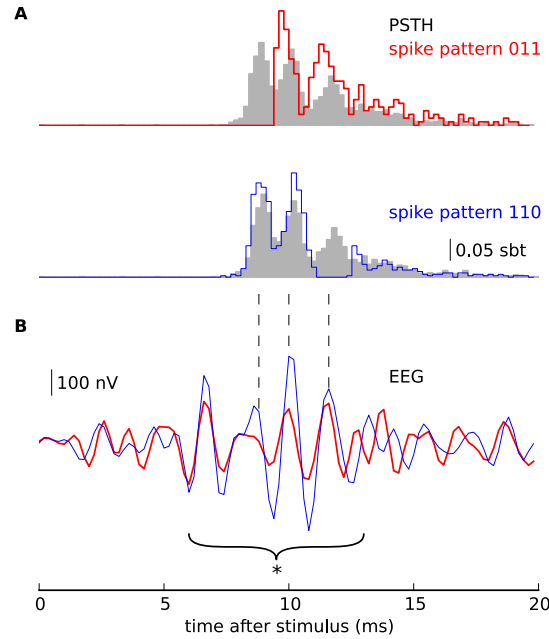 A
PSTH
spike pattern 011
spike pattern 110
0.05 sbt
B
100 nV
EEG
*
0 5 10 15 20
time after stimulus (ms)